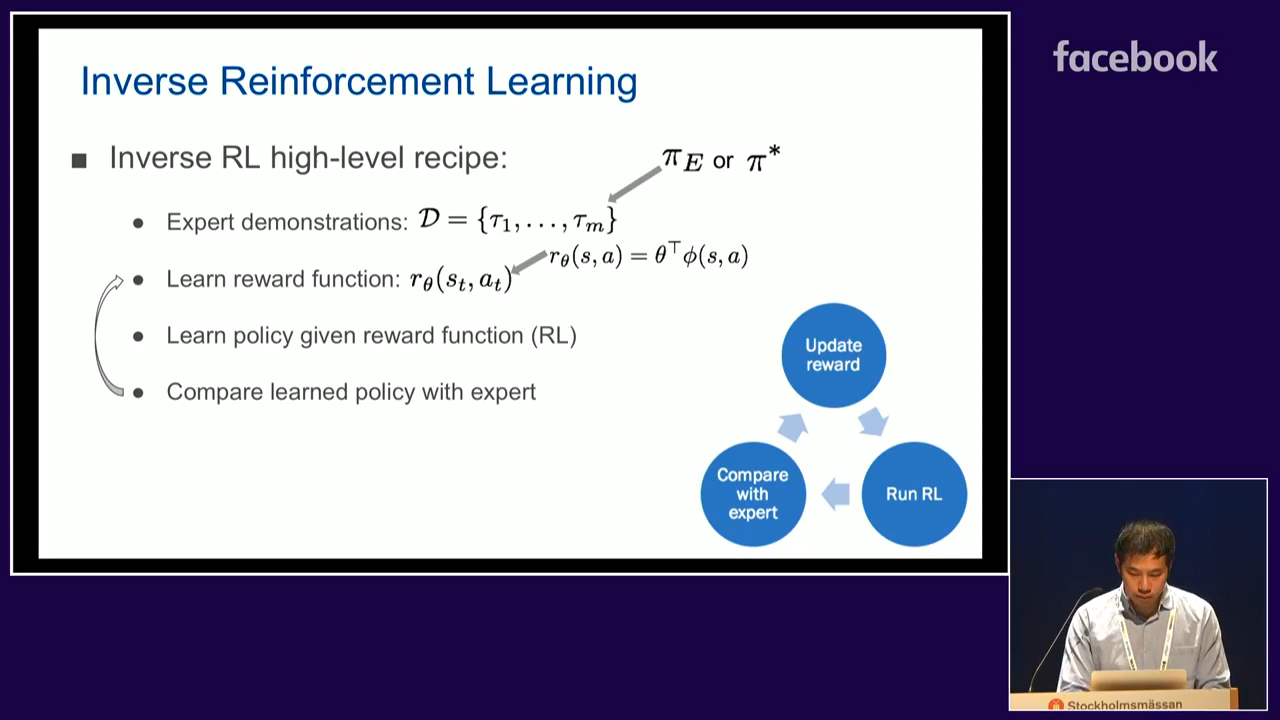 facebook
Inverse Reinforcement Learning
■ Inverse RL high-level recipe:
π_E or π*
● Expert demonstrations: 𝒟 = {τ₁, . . . , τₘ}
r_θ(s, a) = θ^⊤ϕ(s, a)
● Learn reward function: r_θ(s_t, a_t)
● Learn policy given reward function (RL)
● Compare learned policy with expert
Update
reward
Compare
with
expert
Run RL
Stockholmsmässan